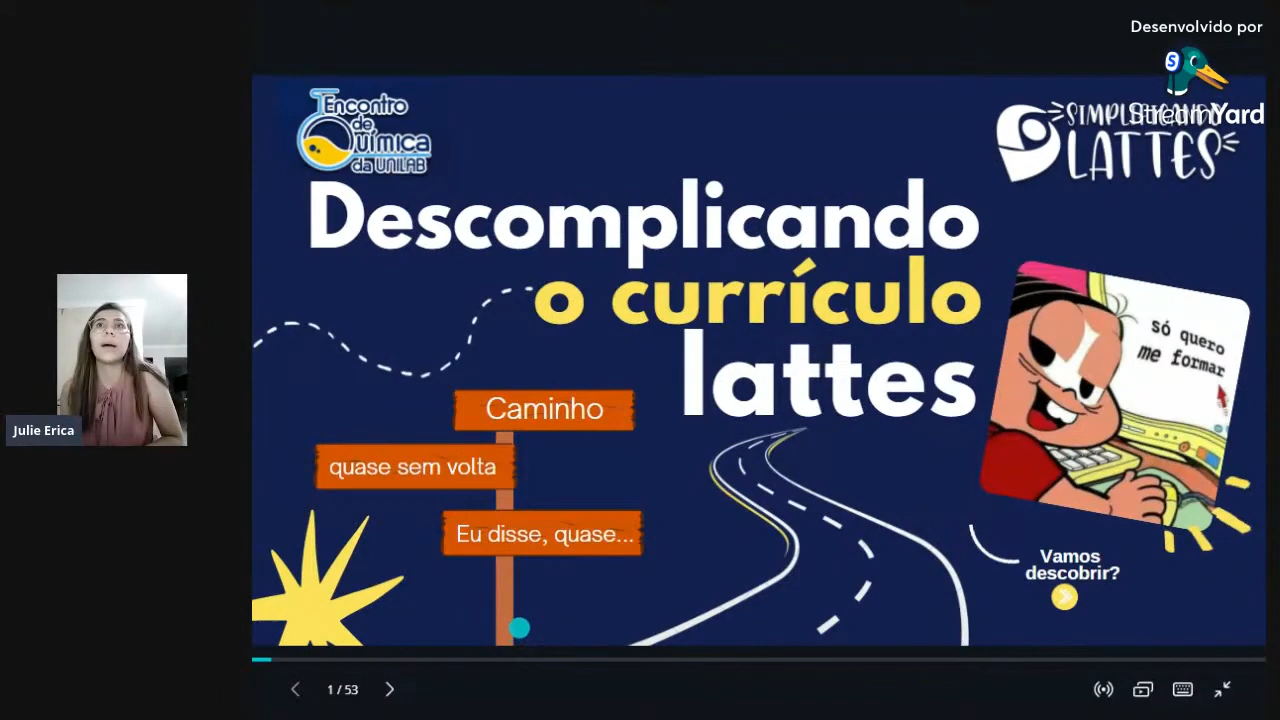 Desenvolvido por
StreamYard
Encontro
de
Química
da UNILAB
SIMPLIFICANDO
LATTES
Descomplicando
o currículo
lattes
só quero
me formar
Caminho
quase sem volta
Eu disse, quase...
Julie Erica
Vamos
descobrir?
1 / 53